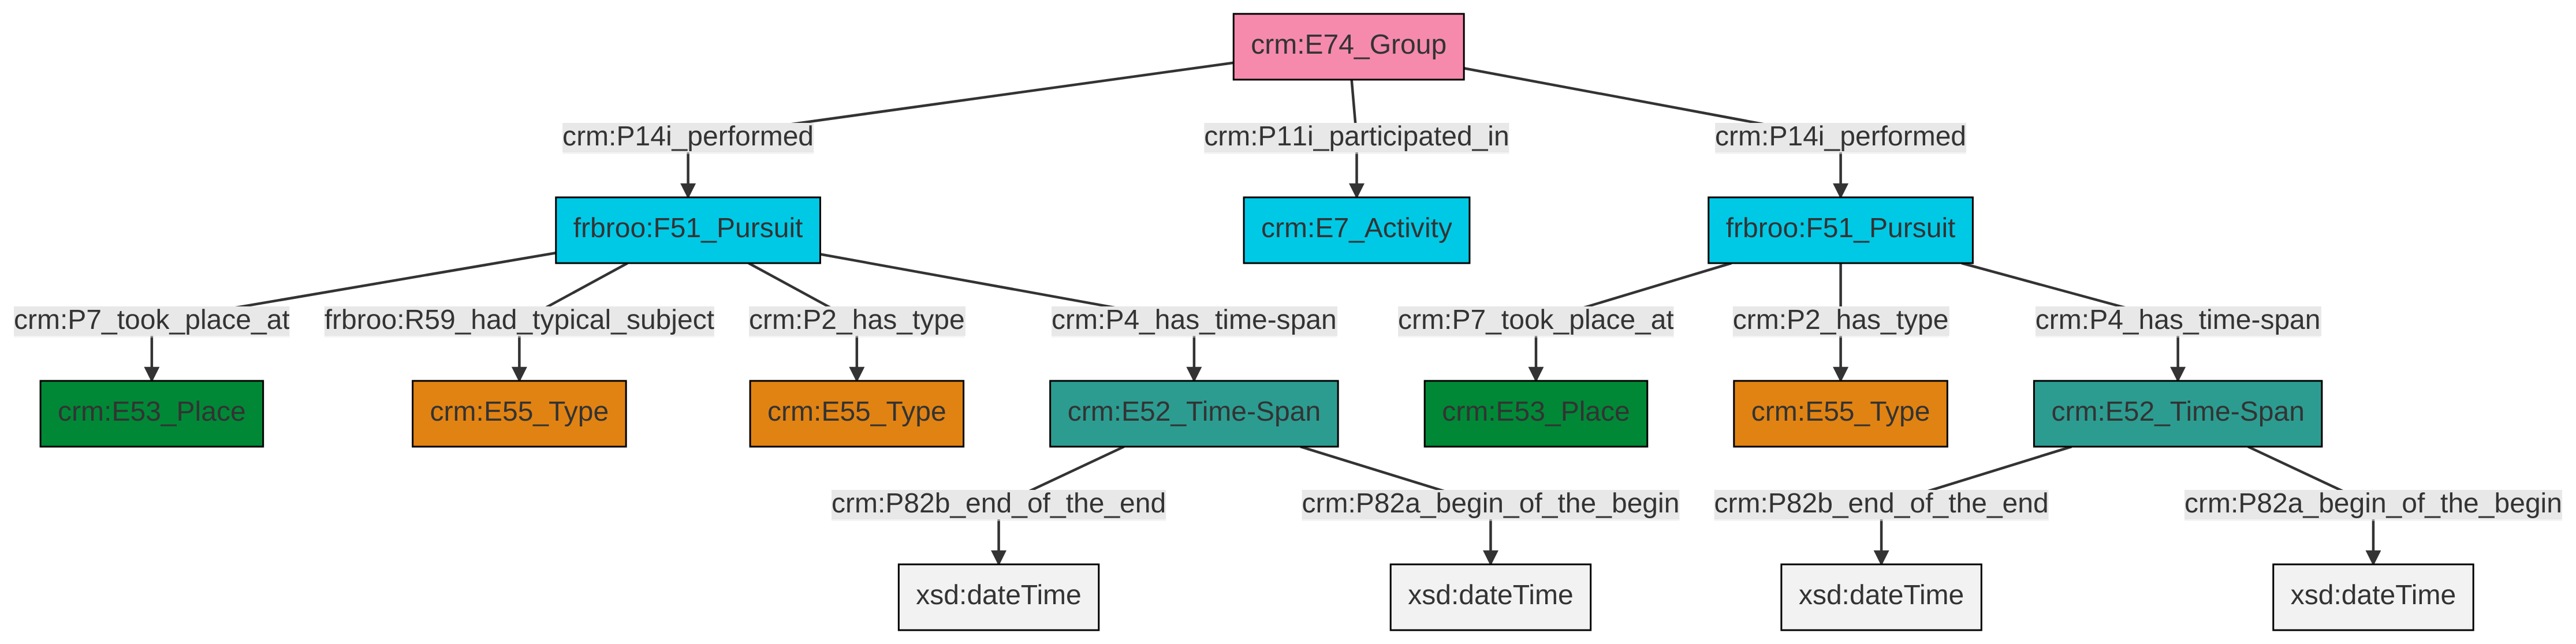 crm:E74_Group
crm:P14i_performed
crm:P11i_participated_in
crm:P14i_performed
frbroo:F51_Pursuit
crm:E7_Activity
frbroo:F51_Pursuit
crm:P7_took_place_at
frbroo:R59_had_typical_subject
crm:P2_has_type
crm:P4_has_time-span
crm:P7_took_place_at
crm:P2_has_type
crm:P4_has_time-span
crm:E53_Place
crm:E55_Type
crm:E55_Type
crm:E52_Time-Span
crm:E53_Place
crm:E55_Type
crm:E52_Time-Span
crm:P82b_end_of_the_end
crm:P82a_begin_of_the_begin
crm:P82b_end_of_the_end
crm:P82a_begin_of_the_begin
xsd:dateTime
xsd:dateTime
xsd:dateTime
xsd:dateTime